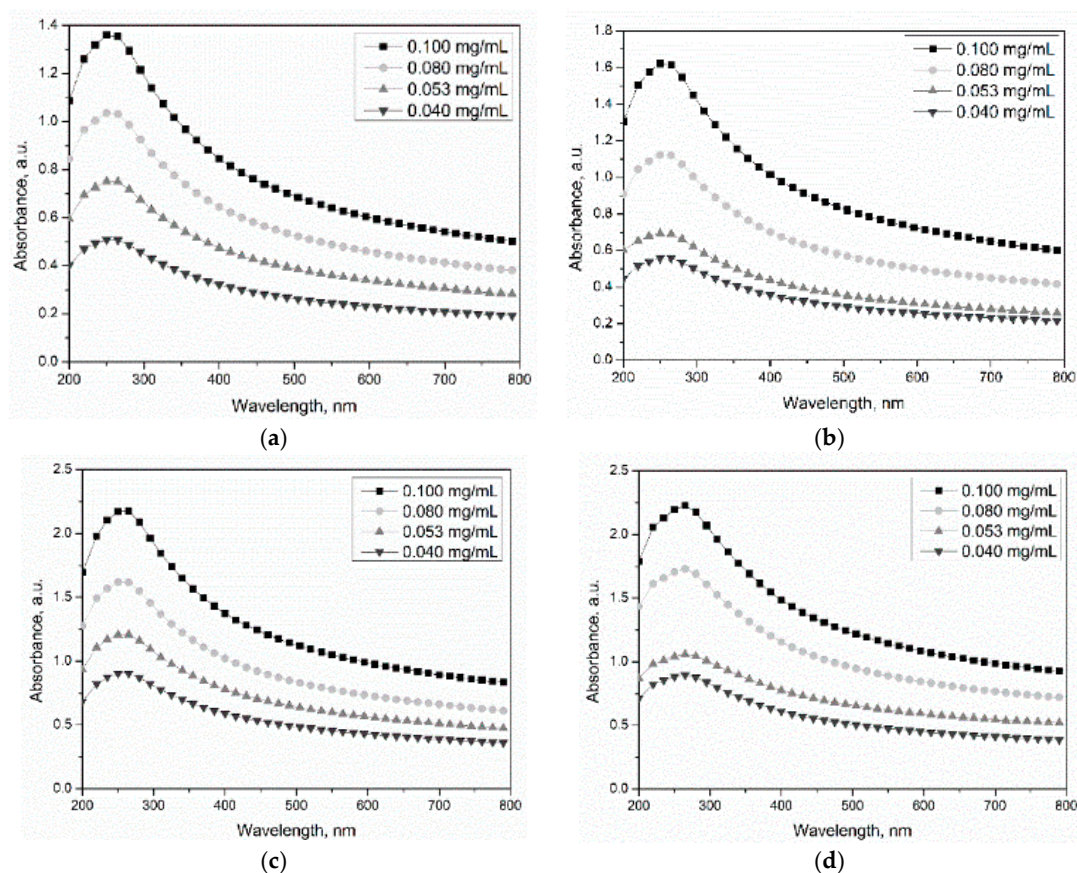 0.100 mg/mL
0.080 mg/mL
0.053 mg/mL
0.040 mg/mL
Absorbance, a.u.
1.4
1.2
1.0
0.8
0.6
0.4
0.2
0.0
200 300 400 500 600 700 800
Wavelength, nm
(a)
0.100 mg/mL
0.080 mg/mL
0.053 mg/mL
0.040 mg/mL
Absorbance, a.u.
1.8
1.6
1.4
1.2
1.0
0.8
0.6
0.4
0.2
0.0
200 300 400 500 600 700 800
Wavelength, nm
(b)
0.100 mg/mL
0.080 mg/mL
0.053 mg/mL
0.040 mg/mL
Absorbance, a.u.
2.5
2.0
1.5
1.0
0.5
0.0
200 300 400 500 600 700 800
Wavelength, nm
(c)
0.100 mg/mL
0.080 mg/mL
0.053 mg/mL
0.040 mg/mL
Absorbance. a.u.
2.5
2.0
1.5
1.0
0.5
0.0
200 300 400 500 600 700 800
Wavelength, nm
(d)